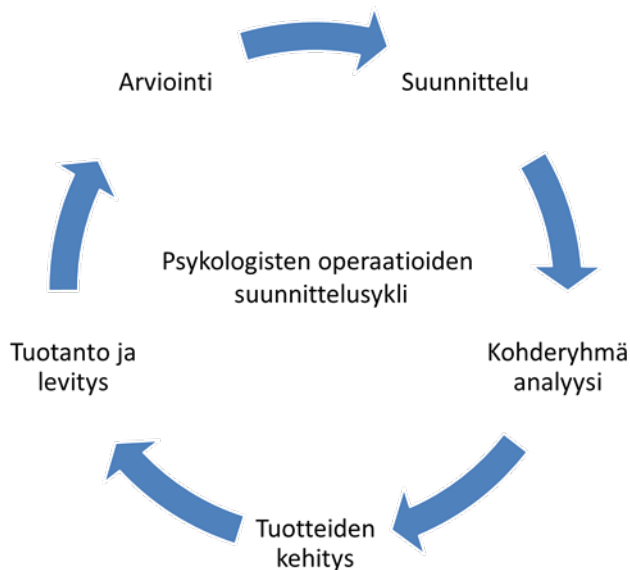 Arviointi
Suunnittelu
Psykologisten operaatioiden
suunnittelusykli
Tuotanto ja
levitys
Kohderyhmä
analyysi
Tuotteiden
kehitys